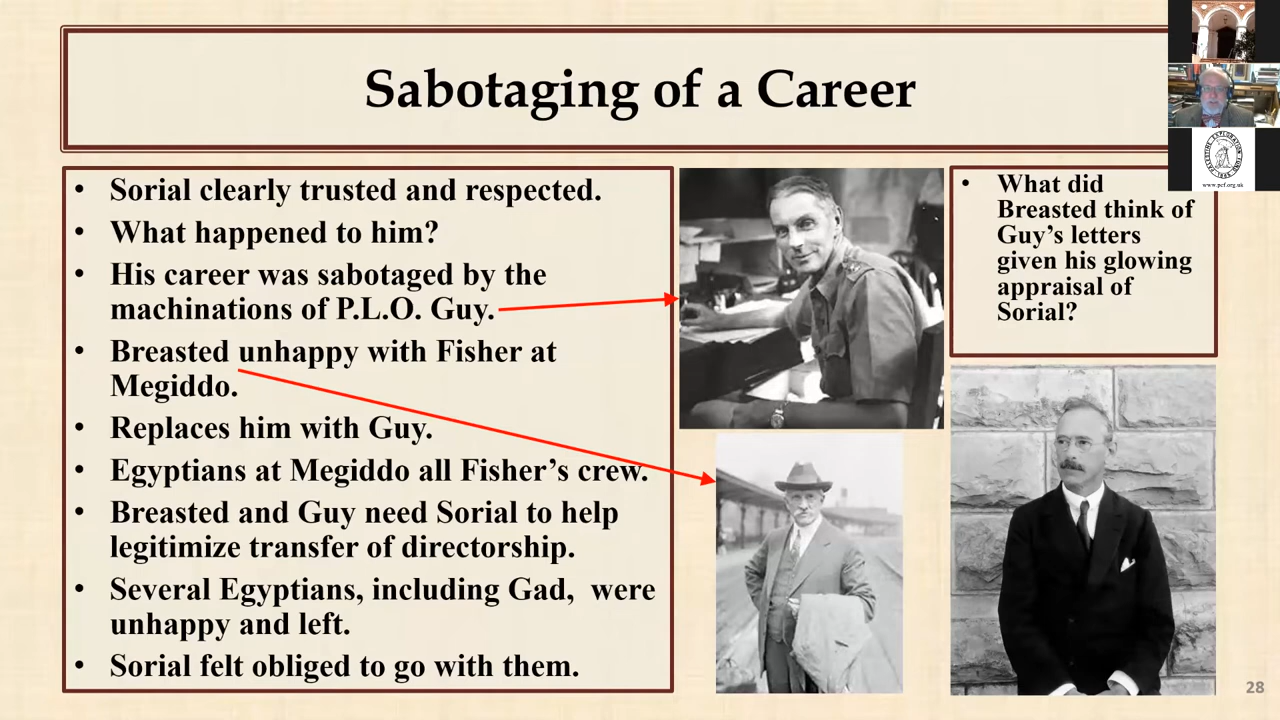 Sabotaging of a Career
• Sorial clearly trusted and respected.
• What happened to him?
• His career was sabotaged by the
machinations of P.L.O. Guy.
• Breasted unhappy with Fisher at
Megiddo.
• Replaces him with Guy.
• Egyptians at Megiddo all Fisher's crew.
• Breasted and Guy need Sorial to help
legitimize transfer of directorship.
• Several Egyptians, including Gad,  were
unhappy and left.
• Sorial felt obliged to go with them.
• What did
Breasted think of
Guy's letters
given his glowing
appraisal of
Sorial?
PALESTINE EXPLORATION FUND
www.pef.org.uk
28